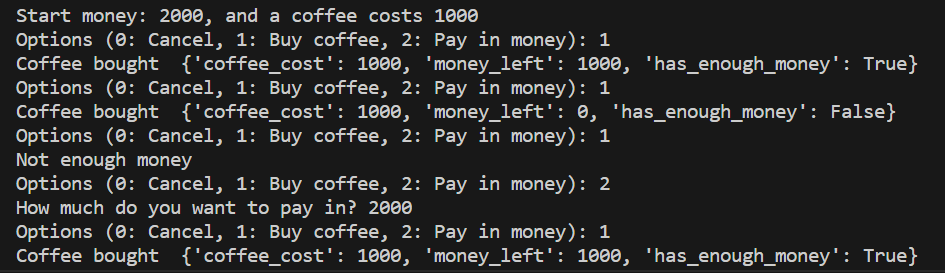 Start money: 2000, and a coffee costs 1000
Options (0: Cancel, 1: Buy coffee, 2: Pay in money): 1
Coffee bought  {'coffee_cost': 1000, 'money_left': 1000, 'has_enough_money': True}
Options (0: Cancel, 1: Buy coffee, 2: Pay in money): 1
Coffee bought  {'coffee_cost': 1000, 'money_left': 0, 'has_enough_money': False}
Options (0: Cancel, 1: Buy coffee, 2: Pay in money): 1
Not enough money
Options (0: Cancel, 1: Buy coffee, 2: Pay in money): 2
How much do you want to pay in? 2000
Options (0: Cancel, 1: Buy coffee, 2: Pay in money): 1
Coffee bought  {'coffee_cost': 1000, 'money_left': 1000, 'has_enough_money': True}